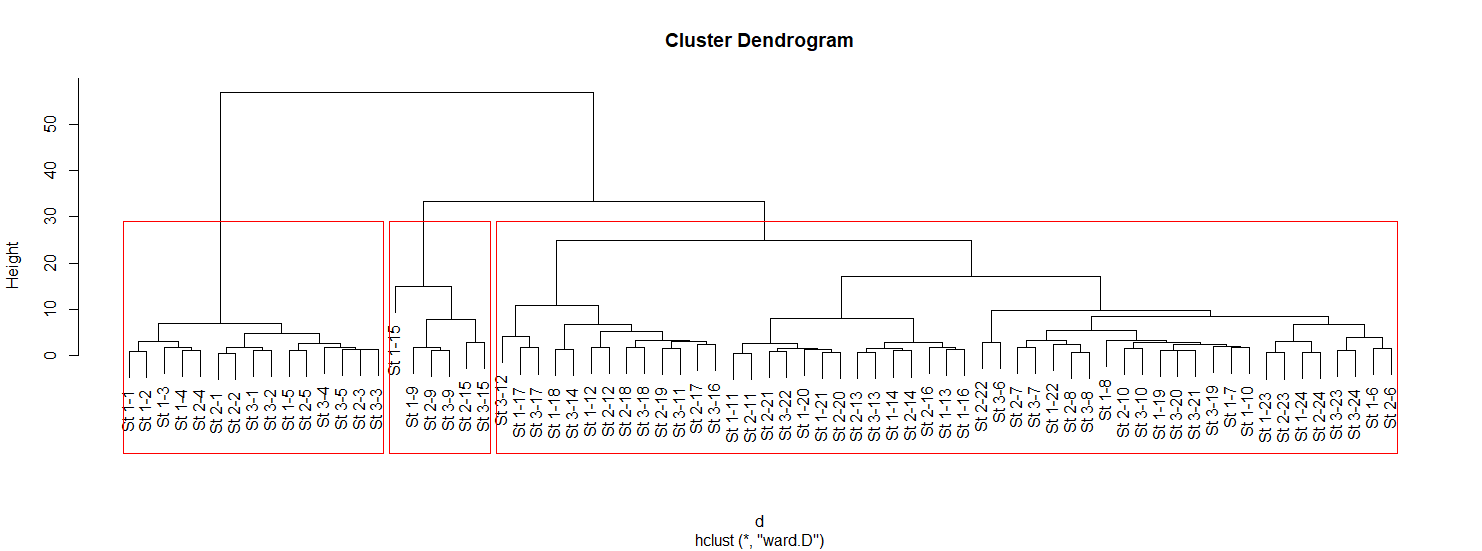 Cluster Dendrogram
Height
50
40
30
20
10
0
St 1-1
St 1-2
St 1-3
St 1-4
St 2-4
St 2-1
St 2-2
St 3-1
St 3-2
St 1-5
St 2-5
St 3-4
St 3-5
St 2-3
St 3-3
St 1-15
St 1-9
St 2-9
St 3-9
St 2-15
St 3-15
St 3-12
St 1-17
St 3-17
St 1-18
St 3-14
St 1-12
St 2-12
St 2-18
St 3-18
St 2-19
St 3-11
St 2-17
St 3-16
St 1-11
St 2-11
St 2-21
St 3-22
St 1-20
St 1-21
St 2-20
St 2-13
St 3-13
St 1-14
St 2-14
St 2-16
St 1-13
St 1-16
St 2-22
St 3-6
St 2-7
St 3-7
St 1-22
St 2-8
St 3-8
St 1-8
St 2-10
St 3-10
St 1-19
St 3-20
St 3-21
St 3-19
St 1-7
St 1-10
St 1-23
St 2-23
St 1-24
St 2-24
St 3-23
St 3-24
St 1-6
St 2-6
d
hclust (*, "ward.D")